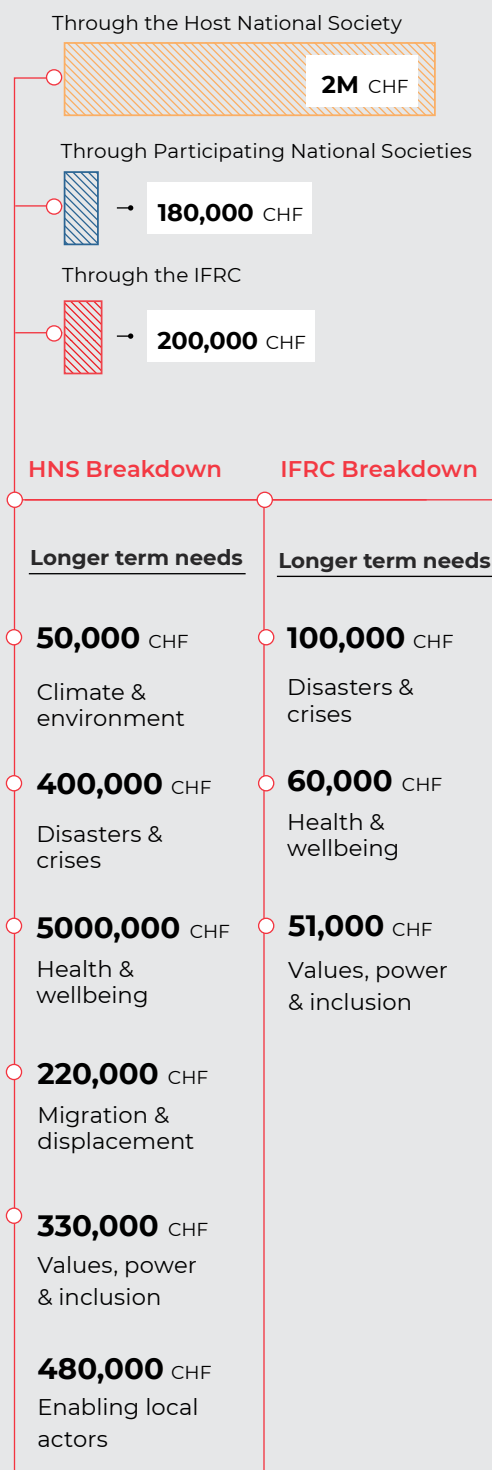 Through the Host National Society
2M CHF
Through Participating National Societies
180,000 CHF
Through the IFRC
200,000 CHF
HNS Breakdown
Longer term needs
50,000 CHF
Climate &
environment
400,000 CHF
Disasters &
crises
5000,000 CHF
Health &
wellbeing
220,000 CHF
Migration &
displacement
330,000 CHF
Values, power
& inclusion
480,000 CHF
Enabling local
actors
IFRC Breakdown
Longer term needs
100,000 CHF
Disasters &
crises
60,000 CHF
Health &
wellbeing
51,000 CHF
Values, power
& inclusion